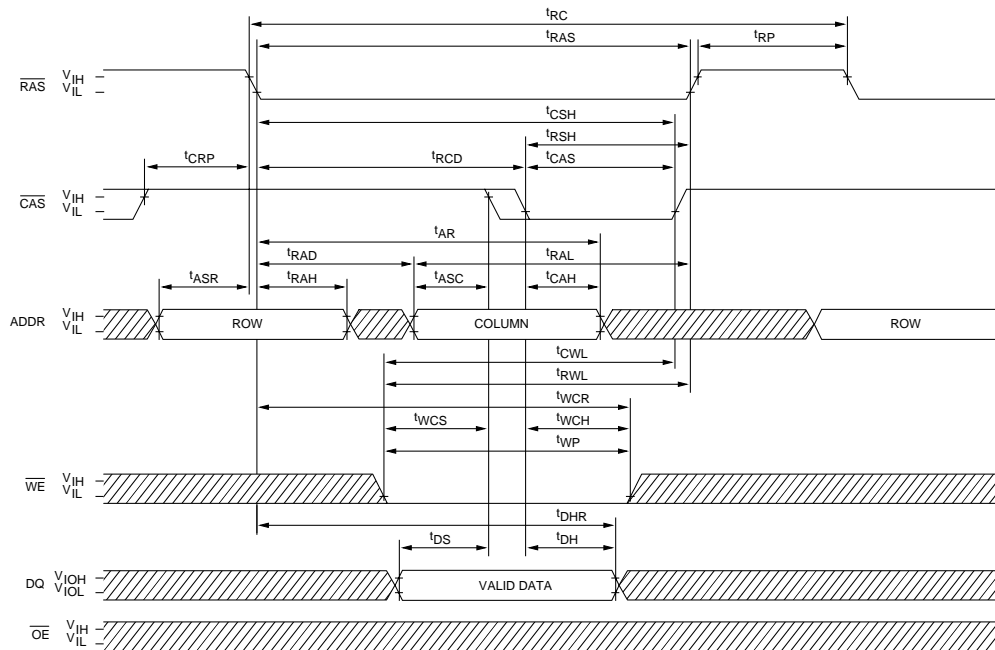 tRC
tRAS
tRP
RAS VIH
VIL
tCSH
tRSH
tCRP
tRCD
tCAS
CAS VIH
VIL
tAR
tRAD
tRAL
tASR
tRAH
tASC
tCAH
ADDR VIH
VIL
ROW
COLUMN
ROW
tCWL
tRWL
tWCR
tWCS
tWCH
tWP
WE VIH
VIL
tDHR
tDS
tDH
DQ VIOH
VIOL
VALID DATA
OE VIH
VIL